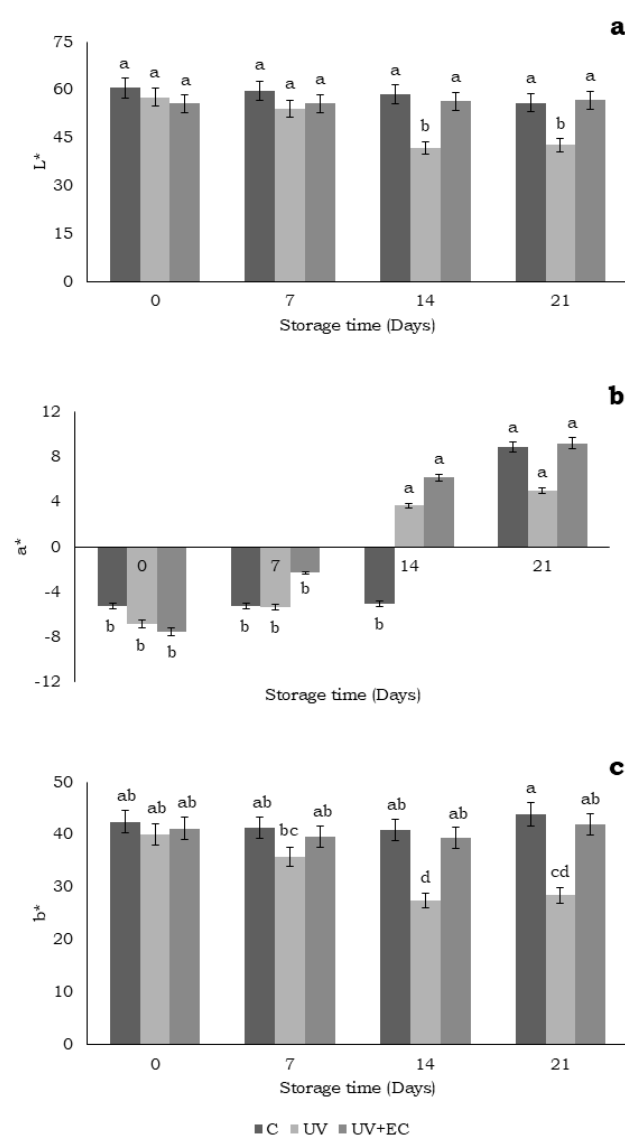 a
75
60
45
30
15
0
L*
a a a a a a a b a a b a
0 7 14 21
Storage time (Days)
b
12
8
4
0
-4
-8
-12
a*
a a a a a
0 7 14 21
b b b b b b b
Storage time (Days)
c
50
40
30
20
10
0
b*
ab ab ab ab bc ab ab d ab a cd ab
0 7 14 21
Storage time (Days)
C UV UV+EC